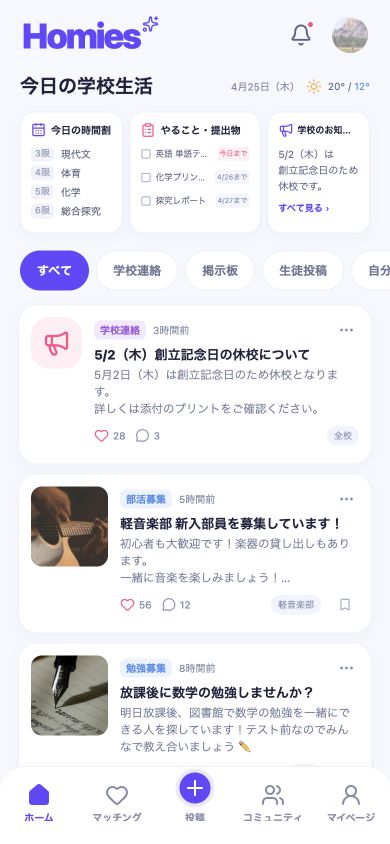 Homies
今日の学校生活
4月25日（木） 20° / 12°
今日の時間割
3限 現代文
4限 体育
5限 化学
6限 総合探究
やること・提出物
英語 単語テ... 今日まで
化学プリン... 4/26まで
探究レポート 4/27まで
学校のお知...
5/2（木）は
創立記念日のため
休校です。
すべて見る ›
すべて 学校連絡 掲示板 生徒投稿 自分
学校連絡 3時間前
5/2（木）創立記念日の休校について
5月2日（木）は創立記念日のため休校となりま
す。
詳しくは添付のプリントをご確認ください。
28 3 全校
部活募集 5時間前
軽音楽部 新入部員を募集しています！
初心者も大歓迎です！楽器の貸し出しもあり
ます。
一緒に音楽を楽しみましょう！...
56 12 軽音楽部
勉強募集 8時間前
放課後に数学の勉強しませんか？
明日放課後、図書館で数学の勉強を一緒にで
きる人を探しています！テスト前なのでみん
なで教え合いましょう ✏️
ホーム マッチング 投稿 コミュニティ マイページ